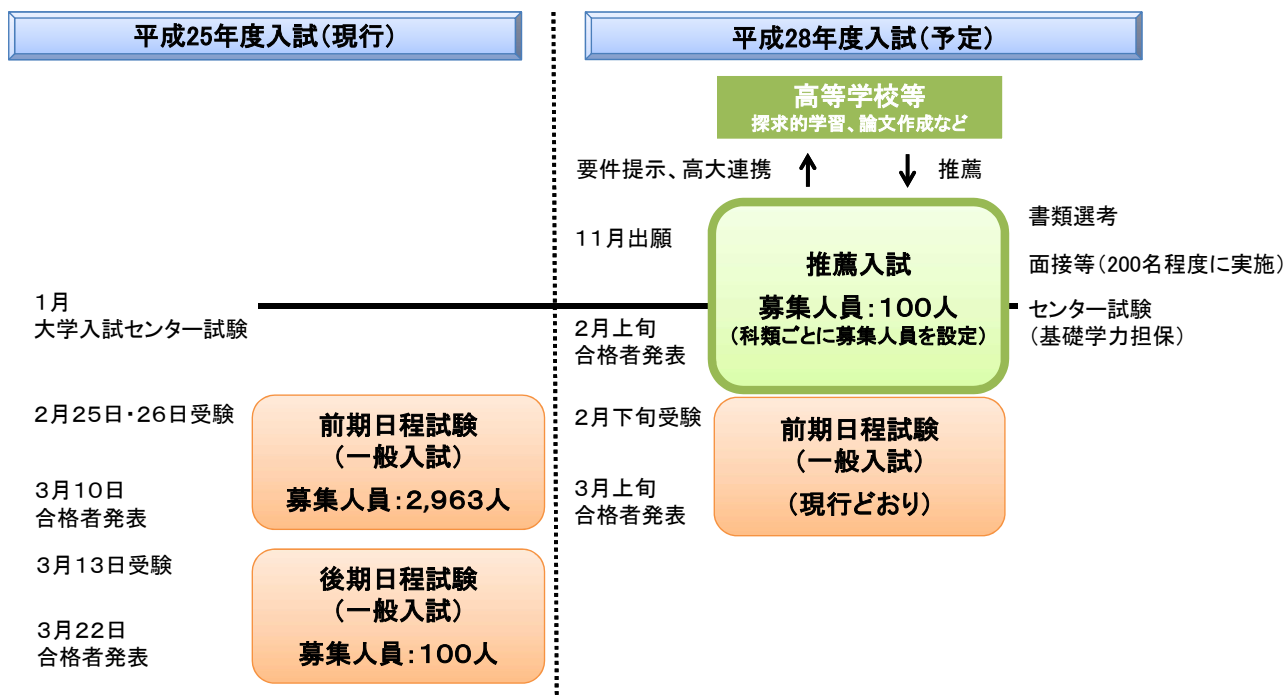 平成25年度入試(現行)
1月
大学入試センター試験
2月25日・26日受験
前期日程試験
(一般入試)
募集人員:2,963人
3月10日
合格者発表
3月13日受験
後期日程試験
(一般入試)
募集人員:100人
3月22日
合格者発表
平成28年度入試(予定)
高等学校等
探求的学習、論文作成など
要件提示、高大連携
推薦
11月出願
推薦入試
募集人員:100人
(科類ごとに募集人員を設定)
書類選考
面接等(200名程度に実施)
センター試験
(基礎学力担保)
2月上旬
合格者発表
2月下旬受験
前期日程試験
(一般入試)
(現行どおり)
3月上旬
合格者発表